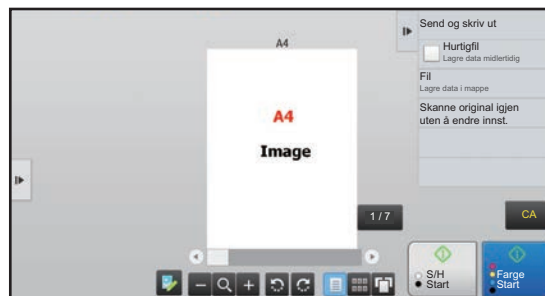 A4
A4
Image
1 / 7
Send og skriv ut
Hurtigfil
Lagre data midlertidig
Fil
Lagre data i mappe
Skanne original igjen
uten å endre innst.
CA
S/H
Start
Farge
Start